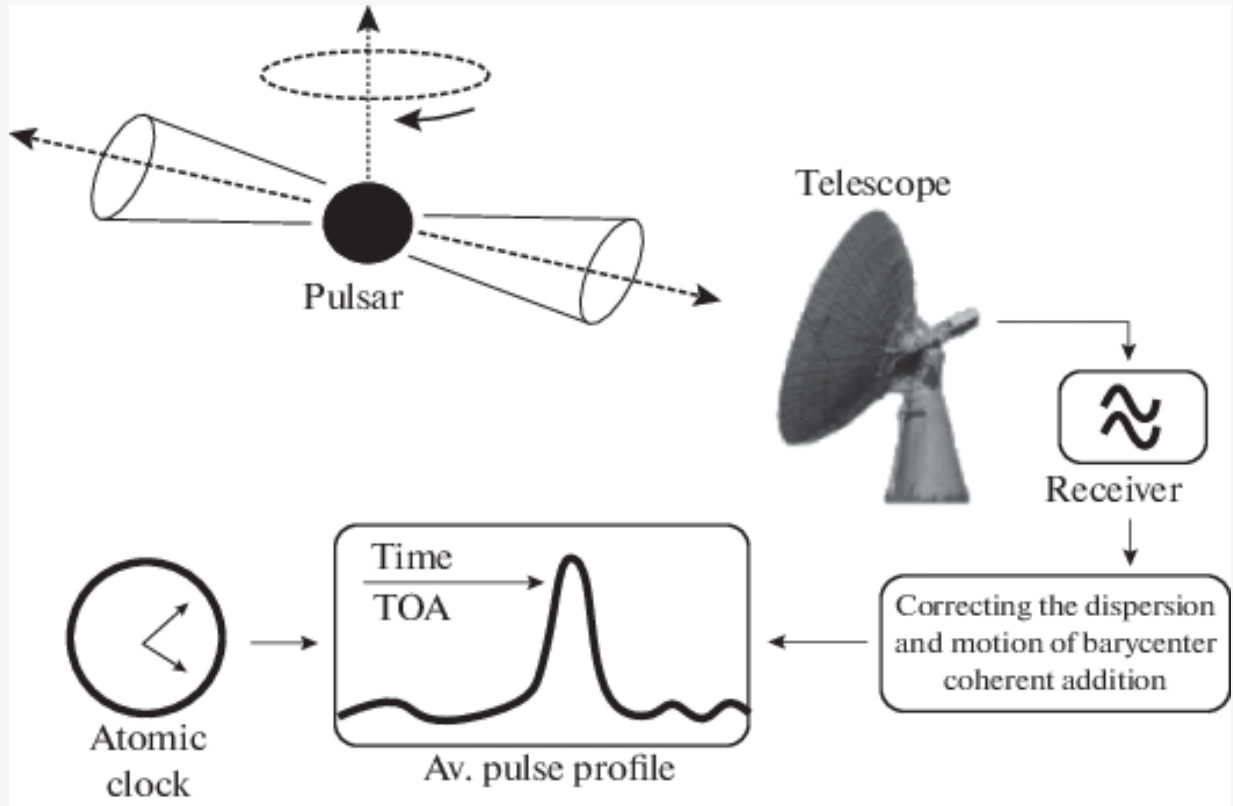 Pulsar
Telescope
Receiver
Correcting the dispersion
and motion of barycenter
coherent addition
Time
TOA
Av. pulse profile
Atomic
clock